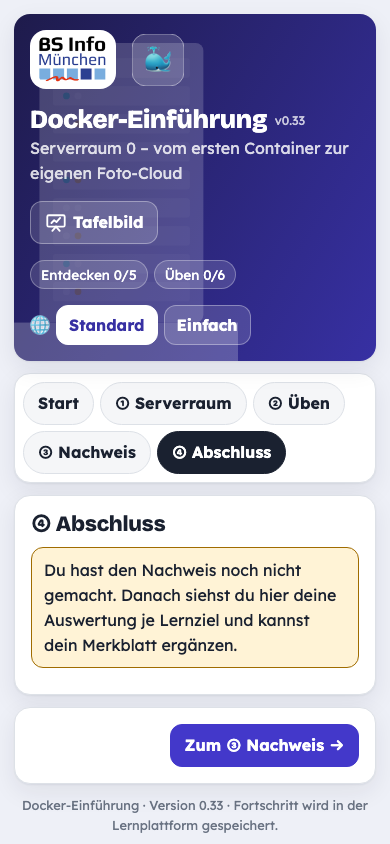 BS Info
München
Docker-Einführung v0.33
Serverraum 0 – vom ersten Container zur
eigenen Foto-Cloud
Tafelbild
Entdecken 0/5 Üben 0/6
Standard Einfach
Start ① Serverraum ② Üben
③ Nachweis ④ Abschluss
④ Abschluss
Du hast den Nachweis noch nicht
gemacht. Danach siehst du hier deine
Auswertung je Lernziel und kannst
dein Merkblatt ergänzen.
Zum ③ Nachweis →
Docker-Einführung · Version 0.33 · Fortschritt wird in der
Lernplattform gespeichert.